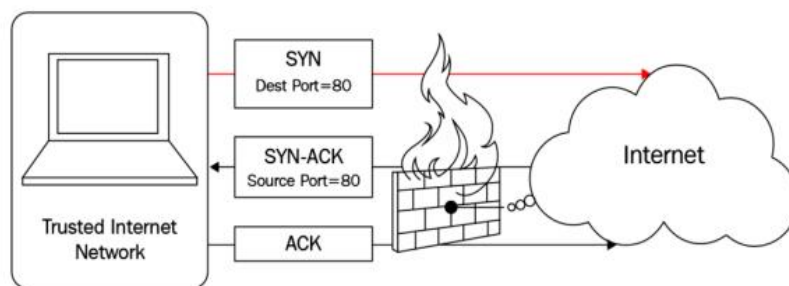 SYN
Dest Port=80
SYN-ACK
Source Port=80
Internet
Trusted Internet
Network
ACK